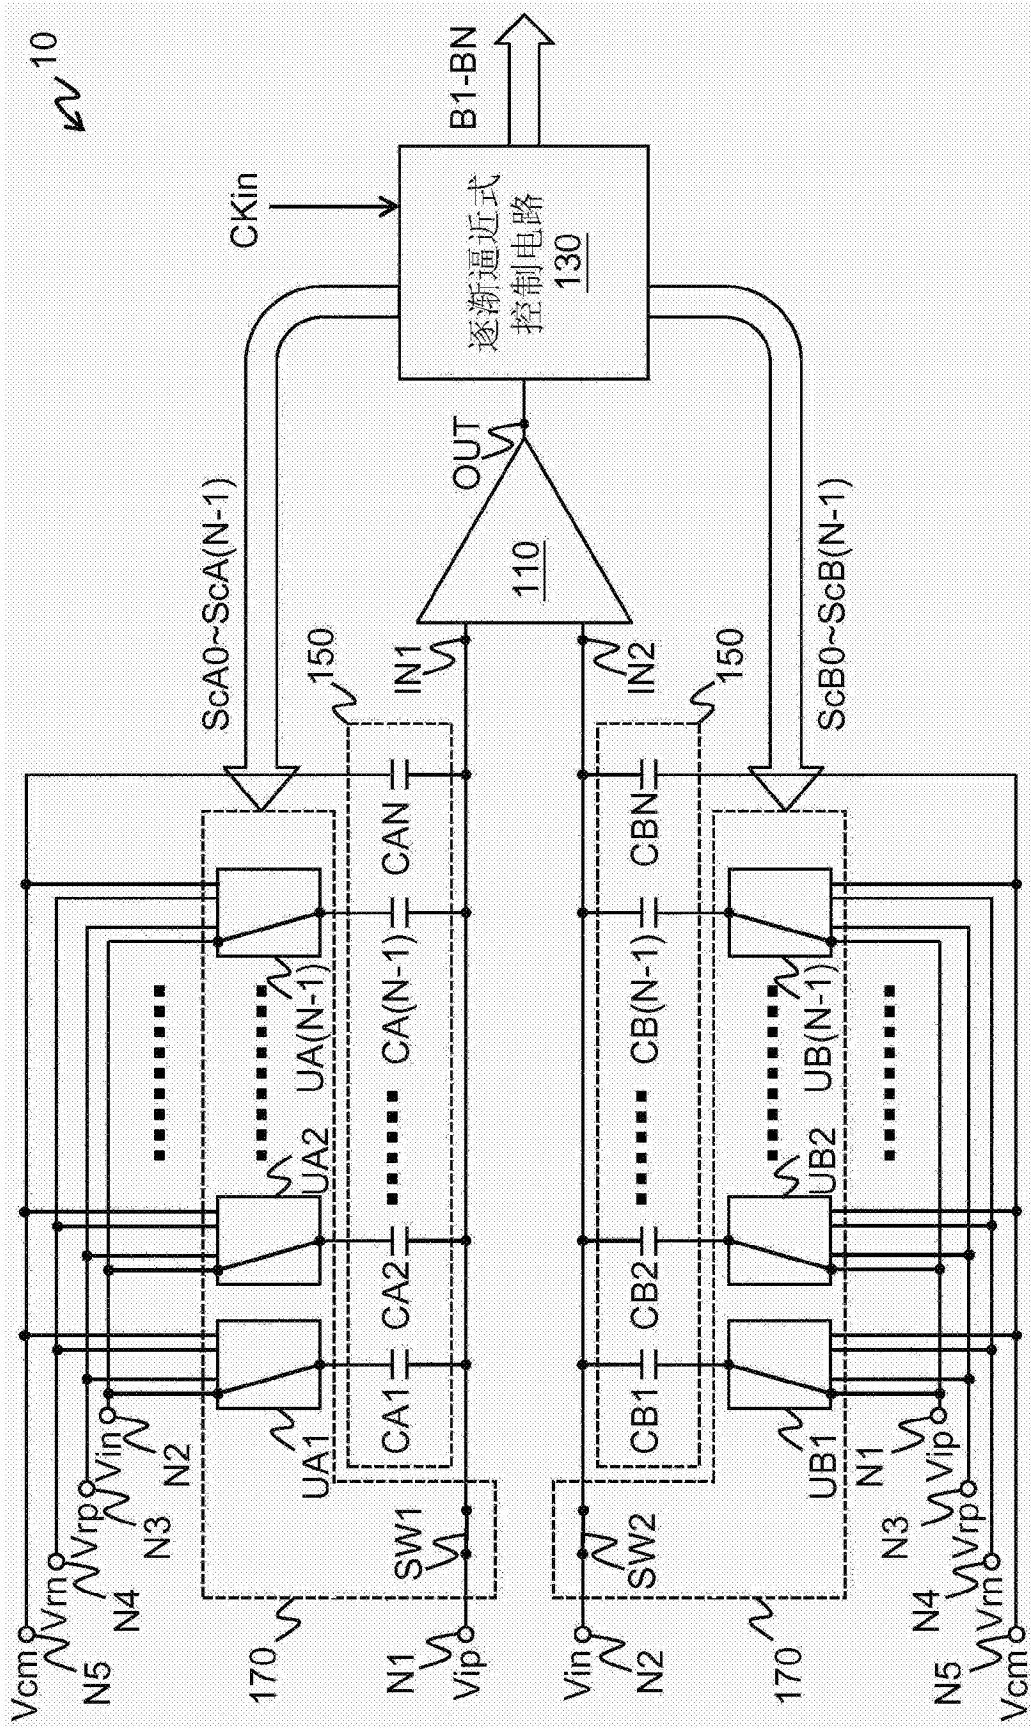 10
B1-BN
CKin
逐渐逼近式
控制电路
130
OUT
110
ScA0~ScA(N-1)
ScB0~ScB(N-1)
150
IN1
IN2
150
CAN
CA(N-1)
CA2
CA1
CBN
CB(N-1)
CB2
CB1
UA(N-1)
UA2
UA1
UB(N-1)
UB2
UB1
SW1
SW2
170
170
Vcm
N5
Vrn
N4
Vrp
N3
Vin
N2
N1
Vip
Vin
N2
N1
Vip
N3
Vrp
N4
Vrn
N5
Vcm